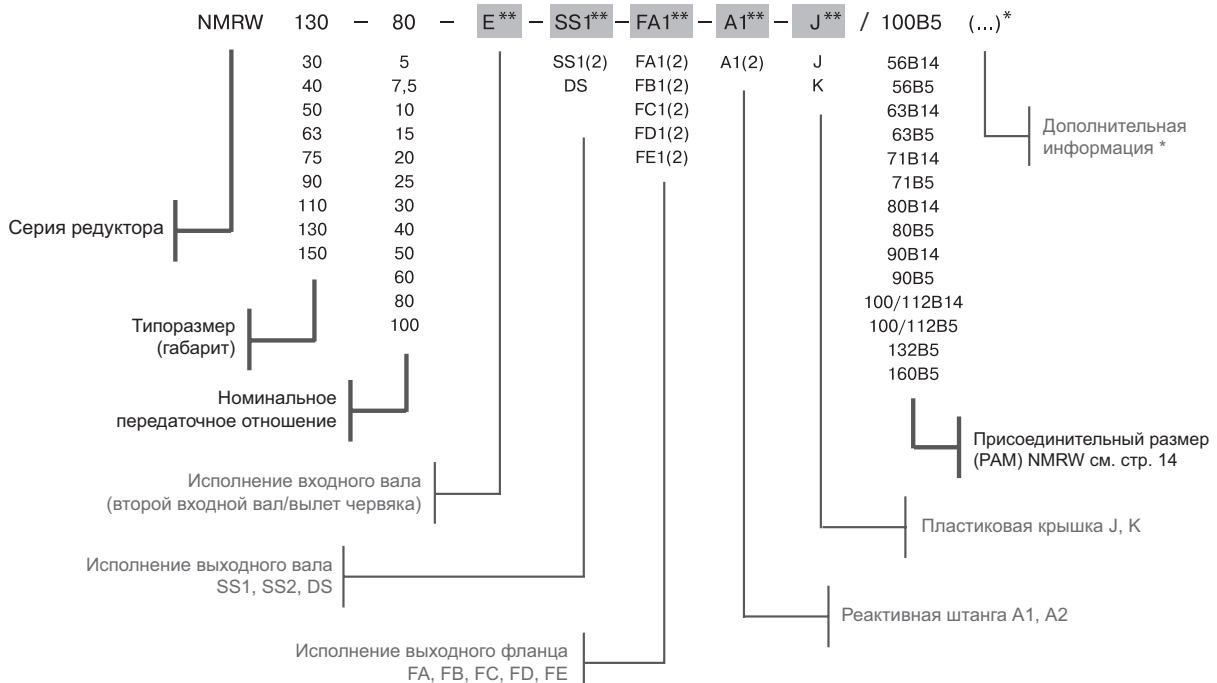 NMRW 130 – 80 – E** – SS1** – FA1** – A1** – J** / 100B5 (...)*
30 5 SS1(2) FA1(2) A1(2) J 56B14
40 7,5 DS FB1(2) K 56B5
50 10 FC1(2) 63B14
63 15 FD1(2) 63B5
75 20 FE1(2) 71B14
90 25 71B5
110 30 80B14
130 40 80B5
150 50 90B14
60 90B5
80 100/112B14
100 100/112B5
132B5
160B5
Дополнительная
информация *
Серия редуктора
Типоразмер
(габарит)
Номинальное
передаточное отношение
Присоединительный размер
(PAM) NMRW см. стр. 14
Исполнение входного вала
(второй входной вал/вылет червяка)
Пластиковая крышка J, K
Исполнение выходного вала
SS1, SS2, DS
Реактивная штанга A1, A2
Исполнение выходного фланца
FA, FB, FC, FD, FE